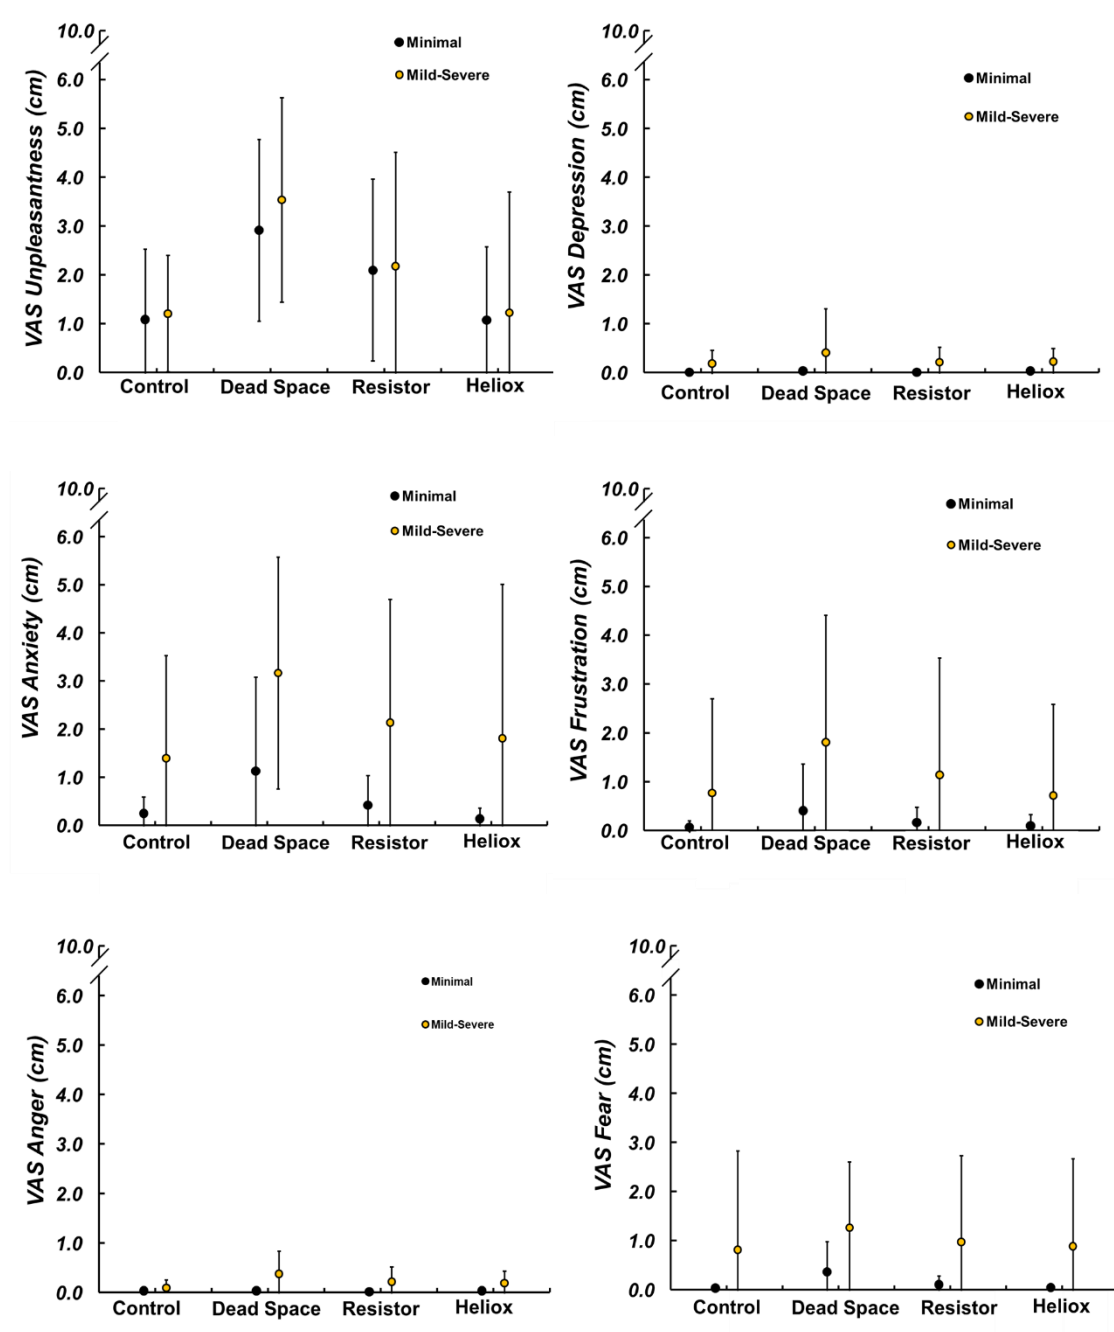 10.0
Minimal
Mild-Severe
6.0
5.0
4.0
3.0
2.0
1.0
0.0
VAS Unpleasantness (cm)
Control Dead Space Resistor Heliox
10.0
Minimal
Mild-Severe
6.0
5.0
4.0
3.0
2.0
1.0
0.0
VAS Depression (cm)
Control Dead Space Resistor Heliox
10.0
Minimal
Mild-Severe
6.0
5.0
4.0
3.0
2.0
1.0
0.0
VAS Anxiety (cm)
Control Dead Space Resistor Heliox
10.0
Minimal
Mild-Severe
6.0
5.0
4.0
3.0
2.0
1.0
0.0
VAS Frustration (cm)
Control Dead Space Resistor Heliox
10.0
Minimal
Mild-Severe
6.0
5.0
4.0
3.0
2.0
1.0
0.0
VAS Anger (cm)
Control Dead Space Resistor Heliox
10.0
Minimal
Mild-Severe
6.0
5.0
4.0
3.0
2.0
1.0
0.0
VAS Fear (cm)
Control Dead Space Resistor Heliox